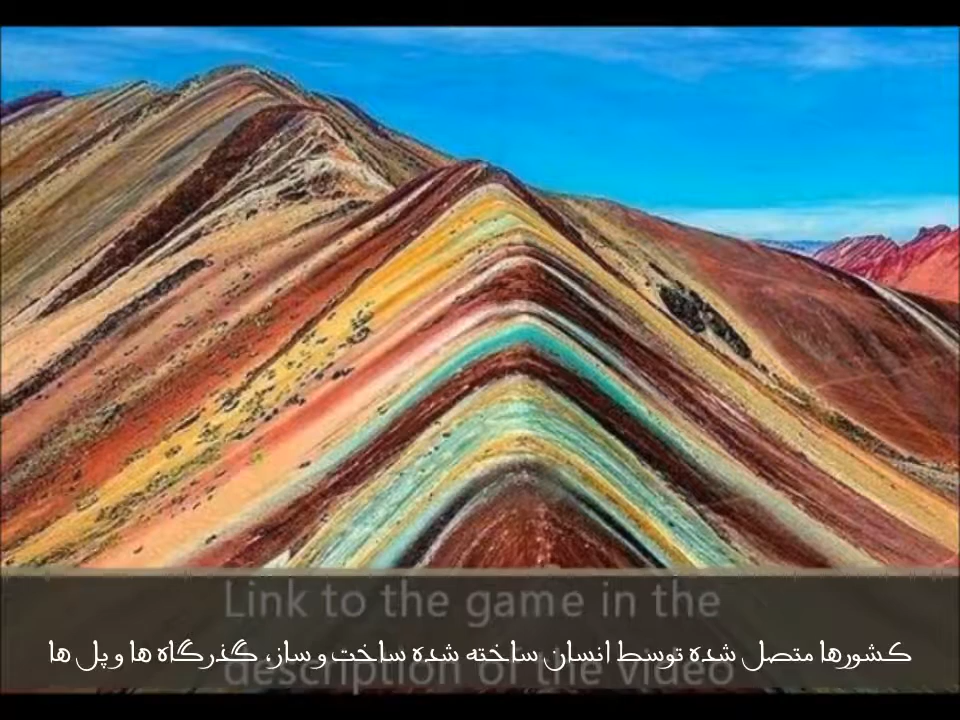 Link to the game in the
کشورها متصل شده توسط انسان ساخته شده ساخت و ساز، گذرگاه ها و پل ها
description of the video